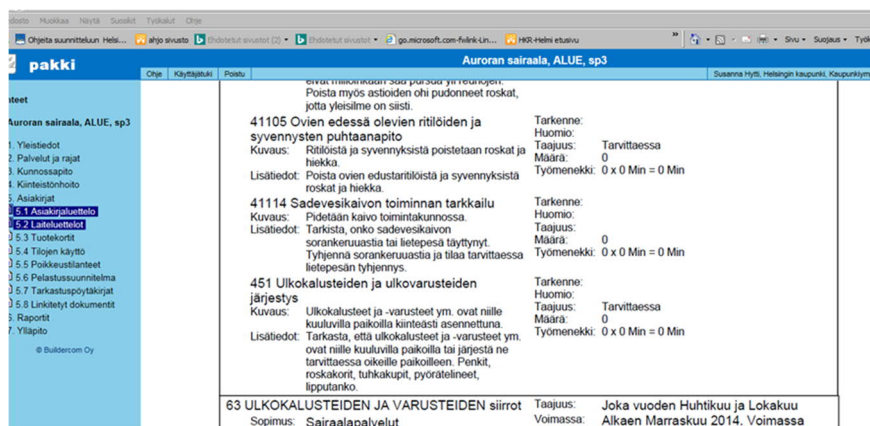 Muokkaa Näytä Suosikit Työkalut Ohje
Ohjeita suunnitteluun Helsi... ahjo sivusto Ehdotetut sivustot (2) Ehdotetut sivustot go.microsoft.com-fwlink-Lin... HKR-Helmi etusivu » Sivu Suojaus
pakki
Auroran sairaala, ALUE, sp3
Ohje Käyttäjätuki Poistu
Susanna Hytti, Helsingin kaupunki,
Auroran sairaala, ALUE, sp3
1. Yleistiedot
2. Palvelut ja rajat
3. Kunnossapito
4. Kiinteistönhoito
5. Asiakirjat
5.1 Asiakirjaluettelo
5.2 Laiteluettelot
5.3 Tuotekortit
5.4 Tilojen käyttö
5.5 Poikkeustilanteet
5.6 Pelastussuunnitelma
5.7 Tarkastuspöytäkirjat
5.8 Linkitetyt dokumentit
6. Raportit
7. Ylläpito
© Buildercom Oy
eivät milloinkaan saa pursua yli reunojen.
Poista myös astioiden ohi pudonneet roskat,
jotta yleisilme on siisti.
41105 Ovien edessä olevien ritilöiden ja
syvennysten puhtaanapito
Kuvaus: Ritilöistä ja syvennyksistä poistetaan roskat ja
hiekka.
Lisätiedot: Poista ovien edustaritilöistä ja syvennyksistä
roskat ja hiekka.
Tarkenne:
Huomio:
Taajuus: Tarvittaessa
Määrä: 0
Työmenekki: 0 x 0 Min = 0 Min
41114 Sadevesikaivon toiminnan tarkkailu
Kuvaus: Pidetään kaivo toimintakunnossa.
Lisätiedot: Tarkista, onko sadevesikaivon
sorankeruuastia tai lietepesä täyttynyt.
Tyhjennä sorankeruuastia ja tilaa tarvittaessa
lietepesän tyhjennys.
Tarkenne:
Huomio:
Taajuus:
Määrä: 0
Työmenekki: 0 x 0 Min = 0 Min
451 Ulkokalusteiden ja ulkovarusteiden
järjestys
Kuvaus: Ulkokalusteet ja -varusteet ym. ovat niille
kuuluvilla paikoilla kiinteästi asennettuna.
Lisätiedot: Tarkasta, että ulkokalusteet ja -varusteet ym.
ovat niille kuuluvilla paikoilla tai järjestä ne
tarvittaessa oikeille paikoilleen. Penkit,
roskakorit, tuhkakupit, pyörätelineet,
lipputanko.
Tarkenne:
Huomio:
Taajuus: Tarvittaessa
Määrä: 0
Työmenekki: 0 x 0 Min = 0 Min
63 ULKOKALUSTEIDEN JA VARUSTEIDEN siirrot
Sopimus: Sairaalapalvelut
Taajuus: Joka vuoden Huhtikuu ja Lokakuu
Voimassa: Alkaen Marraskuu 2014, Voimassa